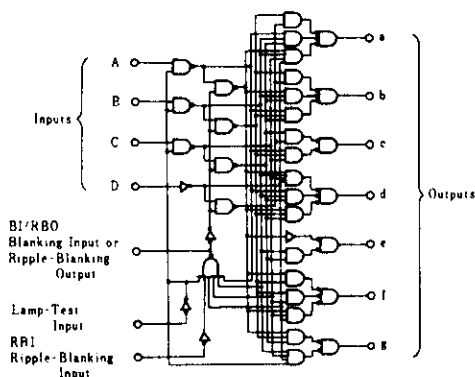 Inputs
A
B
C
D
BI/RBO
Blanking Input or
Ripple-Blanking
Output
Lamp-Test
Input
RBI
Ripple-Blanking
Input
a
b
c
d
e
f
g
Outputs